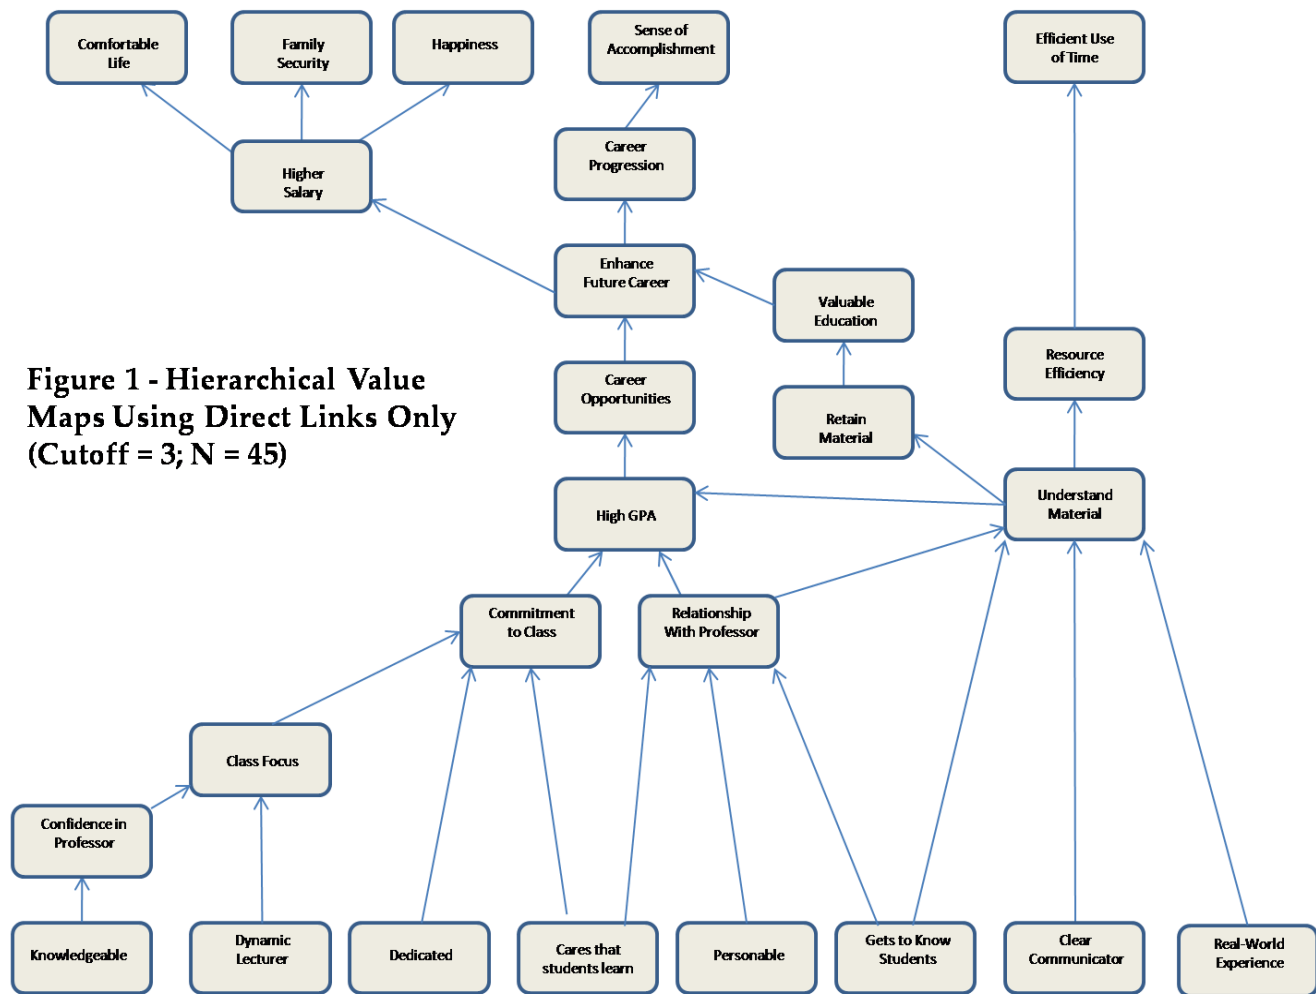 Comfortable
Life
Family
Security
Happiness
Sense of
Accomplishment
Efficient Use
of Time
Higher
Salary
Career
Progression
Enhance
Future Career
Valuable
Education
Resource
Efficiency
Figure 1 - Hierarchical Value
Maps Using Direct Links Only
(Cutoff = 3; N = 45)
Career
Opportunities
Retain
Material
High GPA
Understand
Material
Commitment
to Class
Relationship
With Professor
Class Focus
Confidence in
Professor
Knowledgeable
Dynamic
Lecturer
Dedicated
Cares that
students learn
Personable
Gets to Know
Students
Clear
Communicator
Real-World
Experience